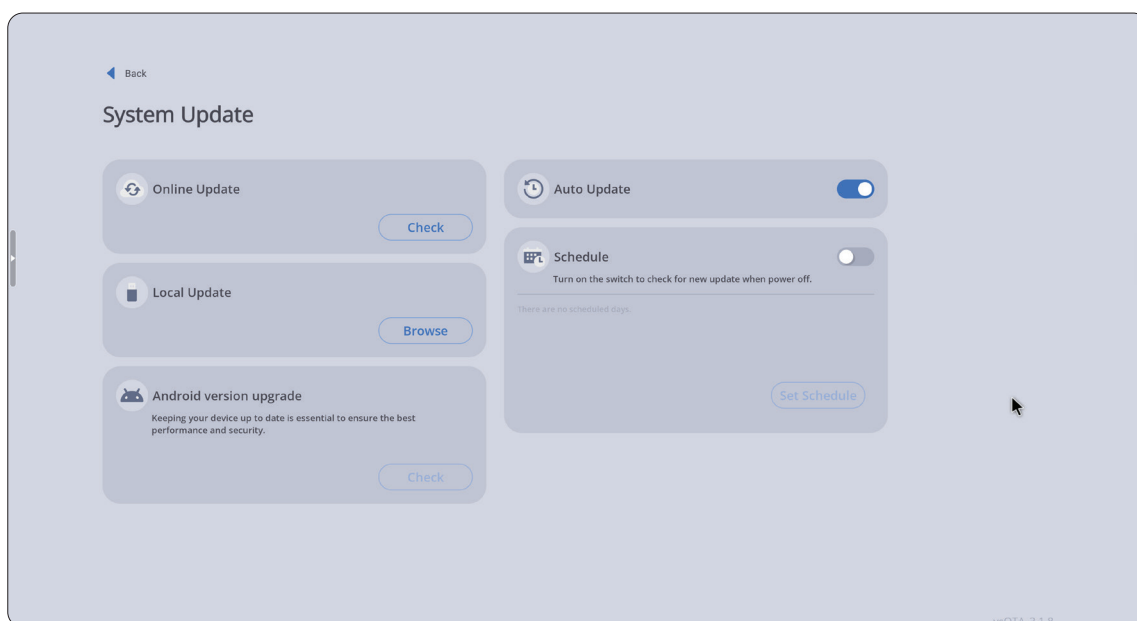 Back
System Update
Online Update
Check
Local Update
Browse
Android version upgrade
Keeping your device up to date is essential to ensure the best
performance and security.
Check
Auto Update
Schedule
Turn on the switch to check for new update when power off.
There are no scheduled days.
Set Schedule